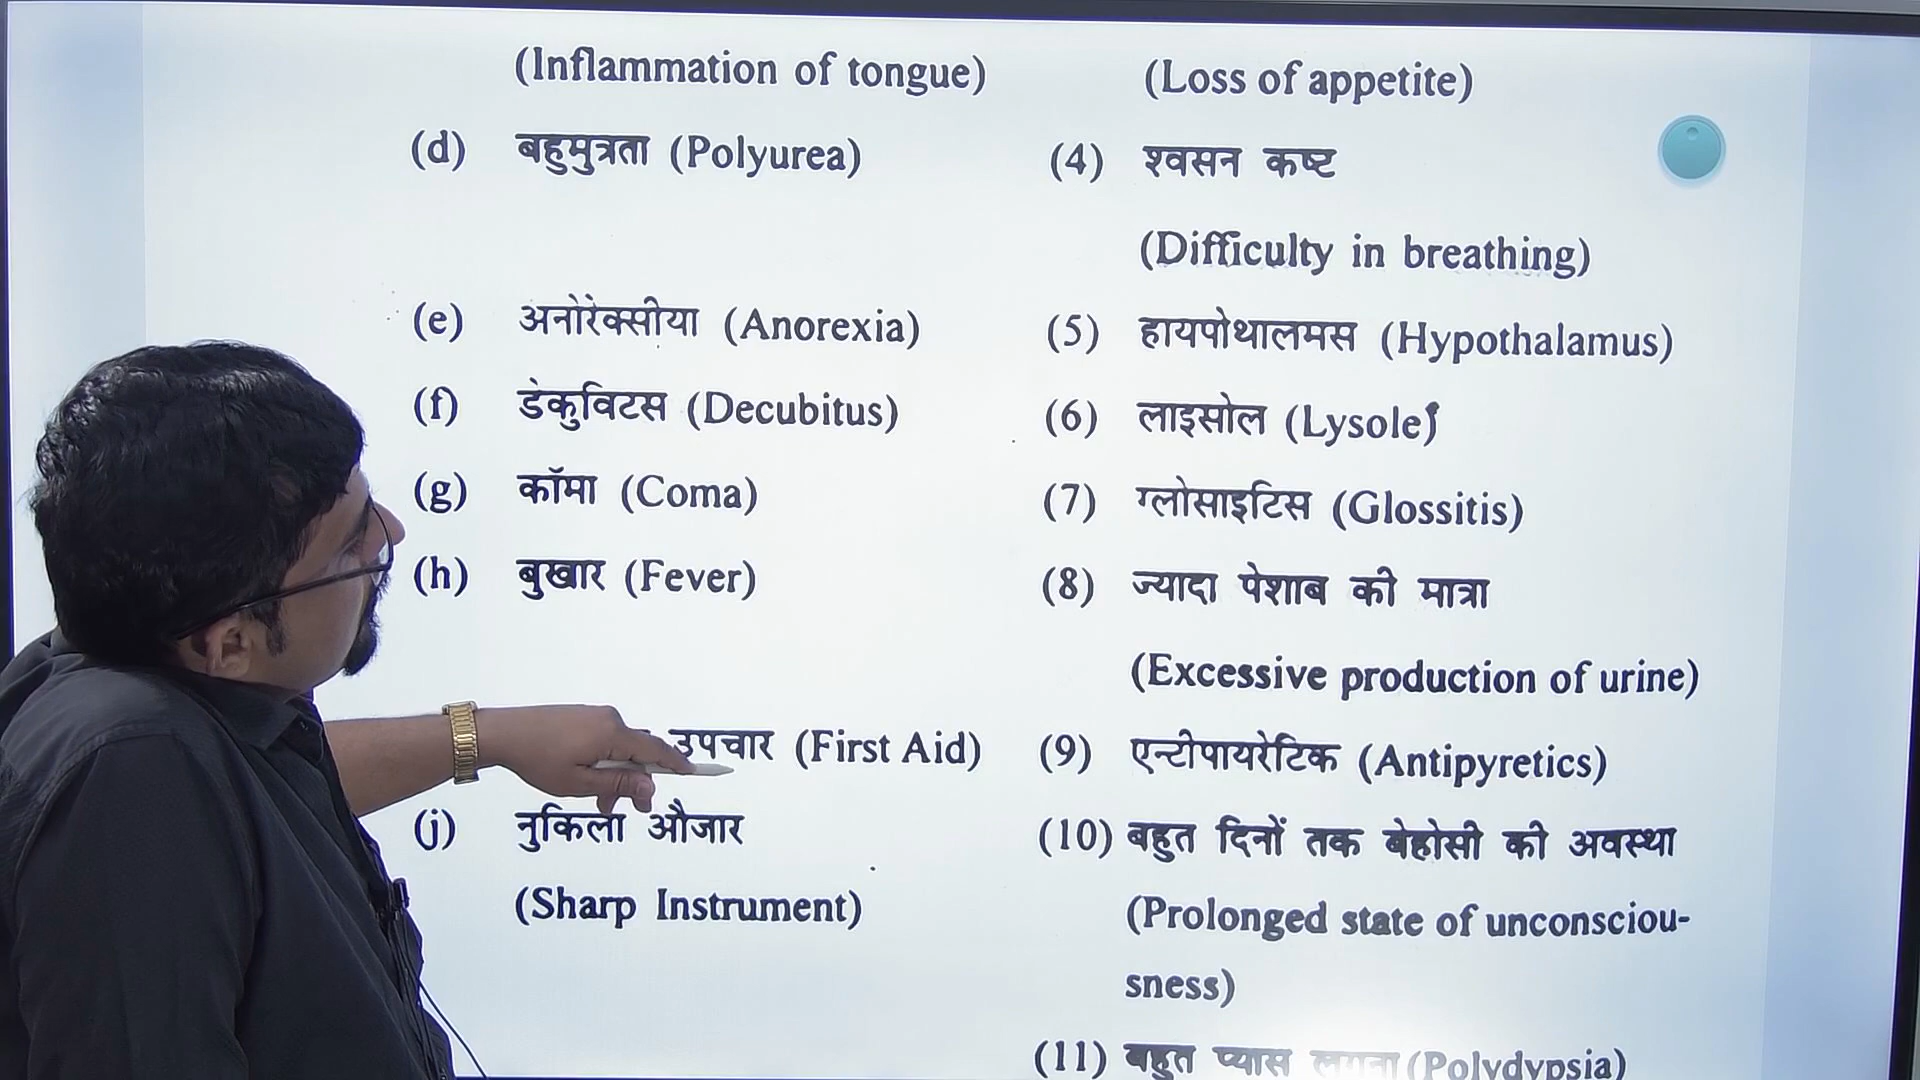 (Inflammation of tongue)
(Loss of appetite)
(d) बहुमुत्रता (Polyurea)
(4) श्वसन कष्ट
(Difficulty in breathing)
(e) अनोरेक्सीया (Anorexia)
(5) हायपोथालमस (Hypothalamus)
(f) डेकुविटस (Decubitus)
(6) लाइसोल (Lysole)
(g) कॉमा (Coma)
(7) ग्लोसाइटिस (Glossitis)
(h) बुखार (Fever)
(8) ज्यादा पेशाब की मात्रा
(Excessive production of urine)
उपचार (First Aid)
(9) एन्टीपायरेटिक (Antipyretics)
(j) नुकिला औजार
(10) बहुत दिनों तक बेहोसी की अवस्था
(Sharp Instrument)
(Prolonged state of unconsciou-
sness)
(11) बहुत प्यास लगना (Polydypsia)